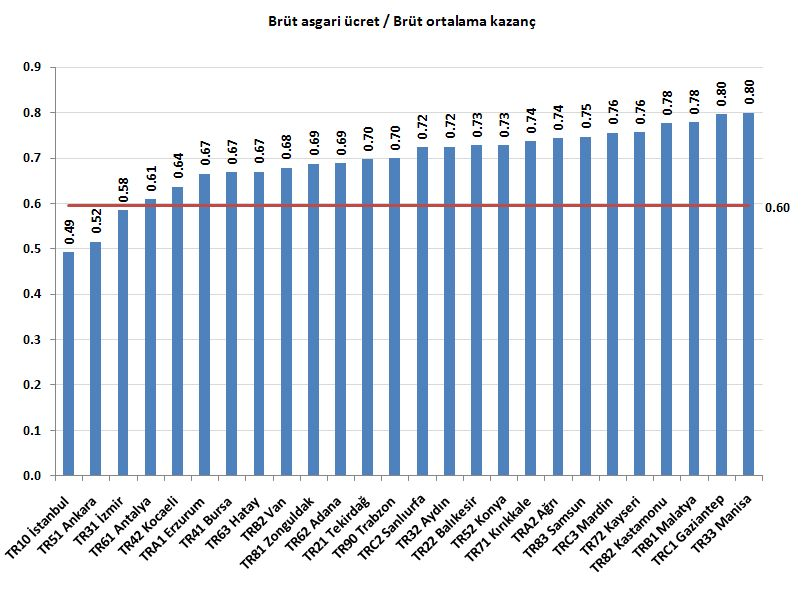 Brüt asgari ücret / Brüt ortalama kazanç
0.9
0.8
0.7
0.6
0.5
0.4
0.3
0.2
0.1
0.0
0.49
0.52
0.58
0.61
0.64
0.67
0.67
0.67
0.68
0.69
0.69
0.70
0.70
0.72
0.72
0.73
0.73
0.74
0.74
0.75
0.76
0.76
0.78
0.78
0.80
0.80
0.60
TR10 İstanbul
TR51 Ankara
TR31 İzmir
TR61 Antalya
TR42 Kocaeli
TRA1 Erzurum
TR41 Bursa
TR63 Hatay
TRB2 Van
TR81 Zonguldak
TR62 Adana
TR21 Tekirdağ
TR90 Trabzon
TRC2 Sanlıurfa
TR32 Aydın
TR22 Balıkesir
TR52 Konya
TR71 Kırıkkale
TRA2 Ağrı
TR83 Samsun
TRC3 Mardin
TR72 Kayseri
TR82 Kastamonu
TRB1 Malatya
TRC1 Gaziantep
TR33 Manisa